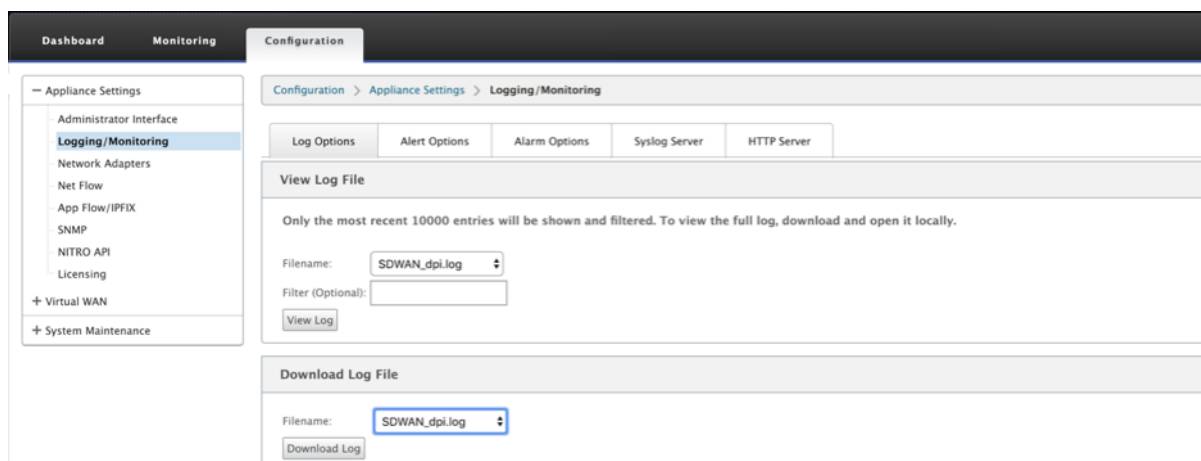 Dashboard Monitoring Configuration
− Appliance Settings
Administrator Interface
Logging/Monitoring
Network Adapters
Net Flow
App Flow/IPFIX
SNMP
NITRO API
Licensing
+ Virtual WAN
+ System Maintenance
Configuration > Appliance Settings > Logging/Monitoring
Log Options Alert Options Alarm Options Syslog Server HTTP Server
View Log File
Only the most recent 10000 entries will be shown and filtered. To view the full log, download and open it locally.
Filename: SDWAN_dpi.log
Filter (Optional):
View Log
Download Log File
Filename: SDWAN_dpi.log
Download Log